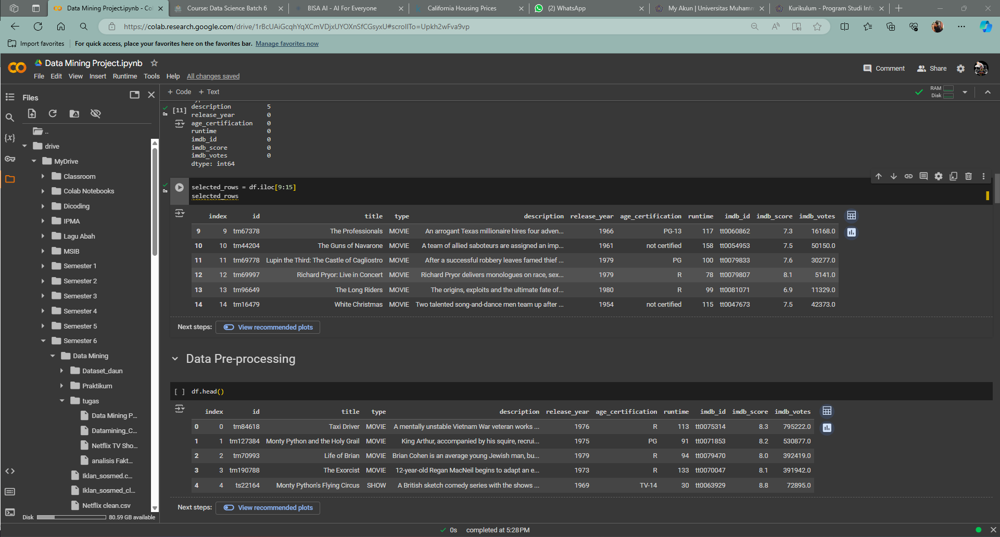 Data Mining Project.ipynb - Co
Course: Data Science Batch 6
BISA AI - AI For Everyone
California Housing Prices
(2) WhatsApp
My Akun | Universitas Muhamm
Kurikulum - Program Studi Info
https://colab.research.google.com/drive/1rBcUAiGcqhYqXCmVDjxUYOXnSfCGsyxU#scrollTo=Upkh2wFva9vp
Import favorites
For quick access, place your favorites here on the favorites bar. Manage favorites now
Data Mining Project.ipynb
File Edit View Insert Runtime Tools Help All changes saved
Comment
Share
Files
+ Code + Text
RAM
Disk
..
drive
MyDrive
Classroom
Colab Notebooks
Dicoding
IPMA
Lagu Abah
MSIB
Semester 1
Semester 2
Semester 3
Semester 4
Semester 5
Semester 6
Data Mining
Dataset_daun
Praktikum
tugas
Data Mining P...
Datamining_C...
Netflix TV Sho...
analisis Fakt...
Iklan_sosmed.c...
Iklan_sosmed_cl...
Netflix clean.csv
Disk 80.59 GB available
0s [11]
description 5
release_year 0
age_certification 0
runtime 0
imdb_id 0
imdb_score 0
imdb_votes 0
dtype: int64
0s
selected_rows = df.iloc[9:15]
selected_rows
index id title type description release_year age_certification runtime imdb_id imdb_score imdb_votes
9 9 tm67378 The Professionals MOVIE An arrogant Texas millionaire hires four adven... 1966 PG-13 117 tt0060862 7.3 16168.0
10 10 tm44204 The Guns of Navarone MOVIE A team of allied saboteurs are assigned an imp... 1961 not certified 158 tt0054953 7.5 50150.0
11 11 tm69778 Lupin the Third: The Castle of Cagliostro MOVIE After a successful robbery leaves famed thief ... 1979 PG 100 tt0079833 7.6 30277.0
12 12 tm69997 Richard Pryor: Live in Concert MOVIE Richard Pryor delivers monologues on race, sex... 1979 R 78 tt0079807 8.1 5141.0
13 13 tm96649 The Long Riders MOVIE The origins, exploits and the ultimate fate of... 1980 R 99 tt0081071 6.9 11329.0
14 14 tm16479 White Christmas MOVIE Two talented song-and-dance men team up after ... 1954 not certified 115 tt0047673 7.5 42373.0
Next steps: View recommended plots
Data Pre-processing
[ ] df.head()
index id title type description release_year age_certification runtime imdb_id imdb_score imdb_votes
0 0 tm84618 Taxi Driver MOVIE A mentally unstable Vietnam War veteran works ... 1976 R 113 tt0075314 8.3 795222.0
1 1 tm127384 Monty Python and the Holy Grail MOVIE King Arthur, accompanied by his squire, recrui... 1975 PG 91 tt0071853 8.2 530877.0
2 2 tm70993 Life of Brian MOVIE Brian Cohen is an average young Jewish man, bu... 1979 R 94 tt0079470 8.0 392419.0
3 3 tm190788 The Exorcist MOVIE 12-year-old Regan MacNeil begins to adapt an e... 1973 R 133 tt0070047 8.1 391942.0
4 4 ts22164 Monty Python's Flying Circus SHOW A British sketch comedy series with the shows ... 1969 TV-14 30 tt0063929 8.8 72895.0
Next steps: View recommended plots
0s completed at 5:28 PM